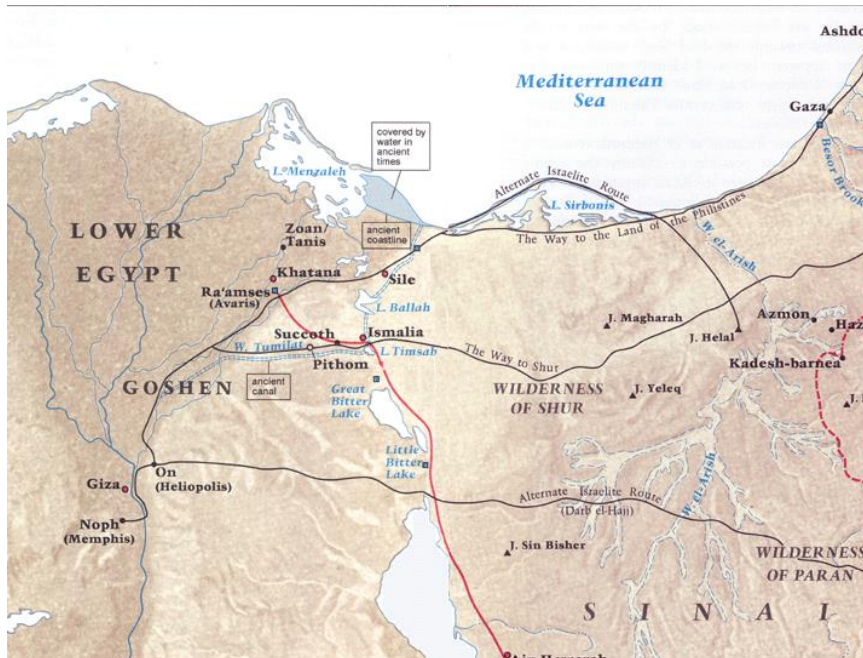 Ashdo
Mediterranean
Sea
Gaza
Besor Brook
covered by
water in
ancient
times
L. Menzaleh
Alternate Israelite Route
L. Sirbonis
ancient
coastline
The Way to the Land of the Philistines
W. el-Arish
Zoan/
Tanis
LOWER
EGYPT
Khatana
Sile
Ra'amses
(Avaris)
L. Ballah
J. Magharah
Azmon
Haz
Succoth
Ismalia
J. Helal
W. Tumilat
L. Timsah
The Way to Shur
Kadesh-barnea
Pithom
GOSHEN
ancient
canal
Great
Bitter
Lake
WILDERNESS
OF SHUR
J. Yeleq
J.
Little
Bitter
Lake
On
(Heliopolis)
Giza
Alternate Israelite Route
(Darb el-Hajj)
W. el-Arish
Noph
(Memphis)
J. Sin Bisher
WILDERNESS
OF PARAN
SINAI